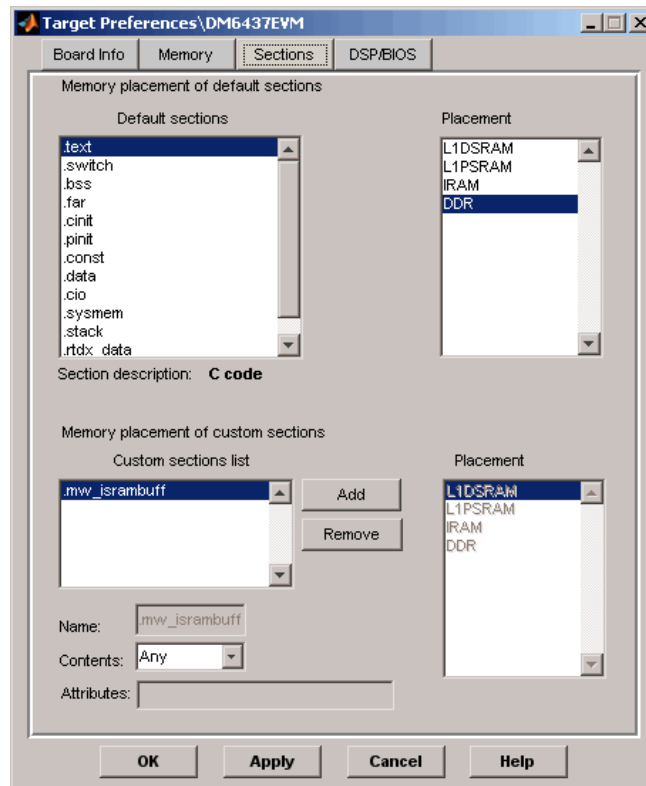 Target Preferences\DM6437EVM
Board Info Memory Sections DSP/BIOS
Memory placement of default sections
Default sections Placement
.text L1DSRAM
.switch L1PSRAM
.bss IRAM
.far DDR
.cinit
.pinit
.const
.data
.cio
.sysmem
.stack
.rtdx_data
Section description: C code
Memory placement of custom sections
Custom sections list Placement
.mw_isrambuff Add L1DSRAM
L1PSRAM
Remove IRAM
DDR
Name: .mw_isrambuff
Contents: Any
Attributes:
OK Apply Cancel Help